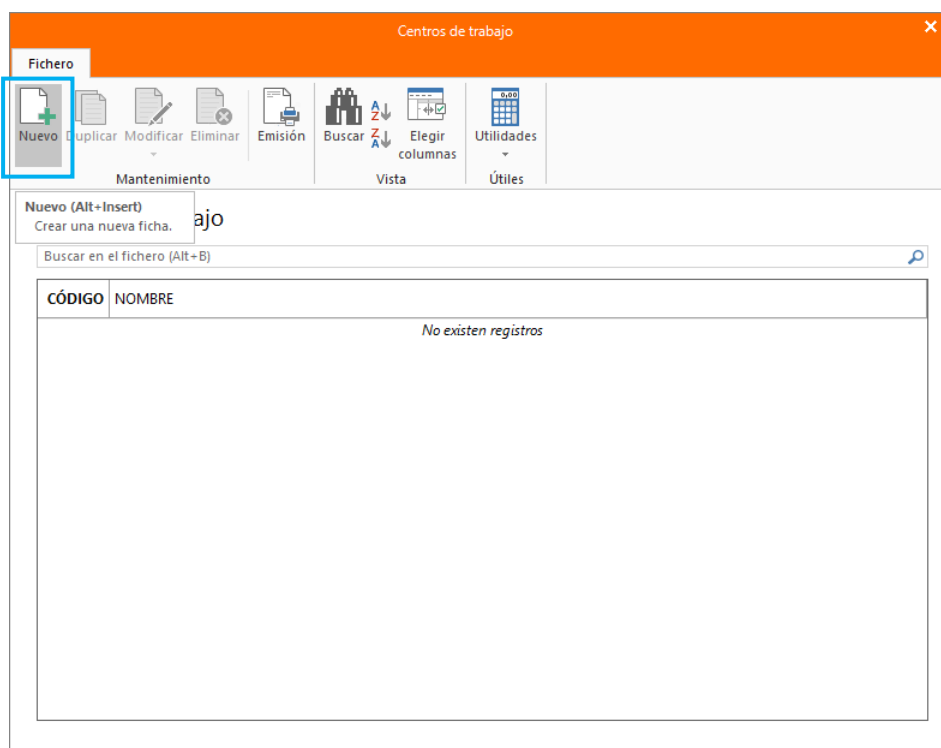 Centros de trabajo
Fichero
Nuevo Duplicar Modificar Eliminar Emisión Buscar Elegir columnas Utilidades
Mantenimiento Vista Útiles
Nuevo (Alt+Insert)
Crear una nueva ficha.
ajo
Buscar en el fichero (Alt+B)
CÓDIGO NOMBRE
No existen registros